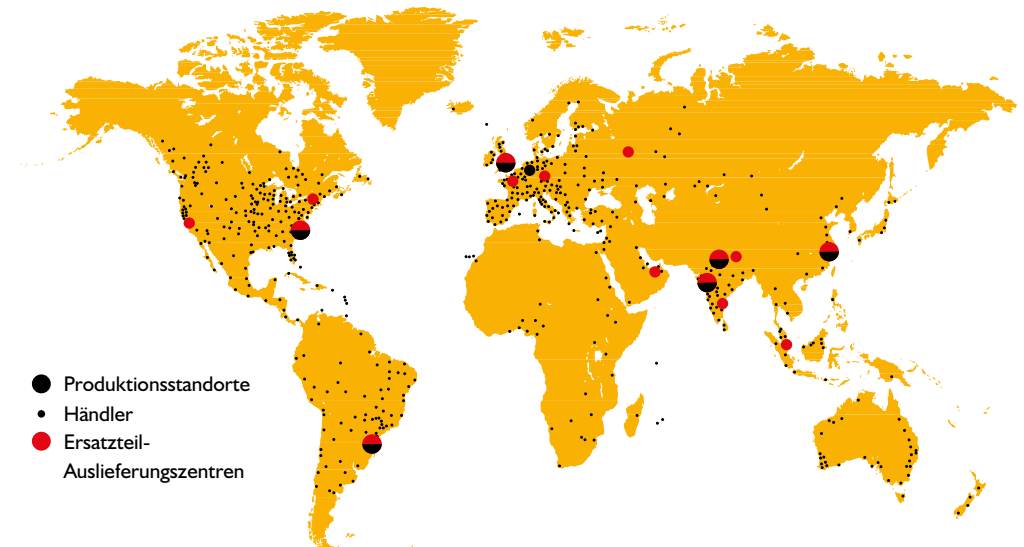 Produktionsstandorte
Händler
Ersatzteil-
Auslieferungszentren